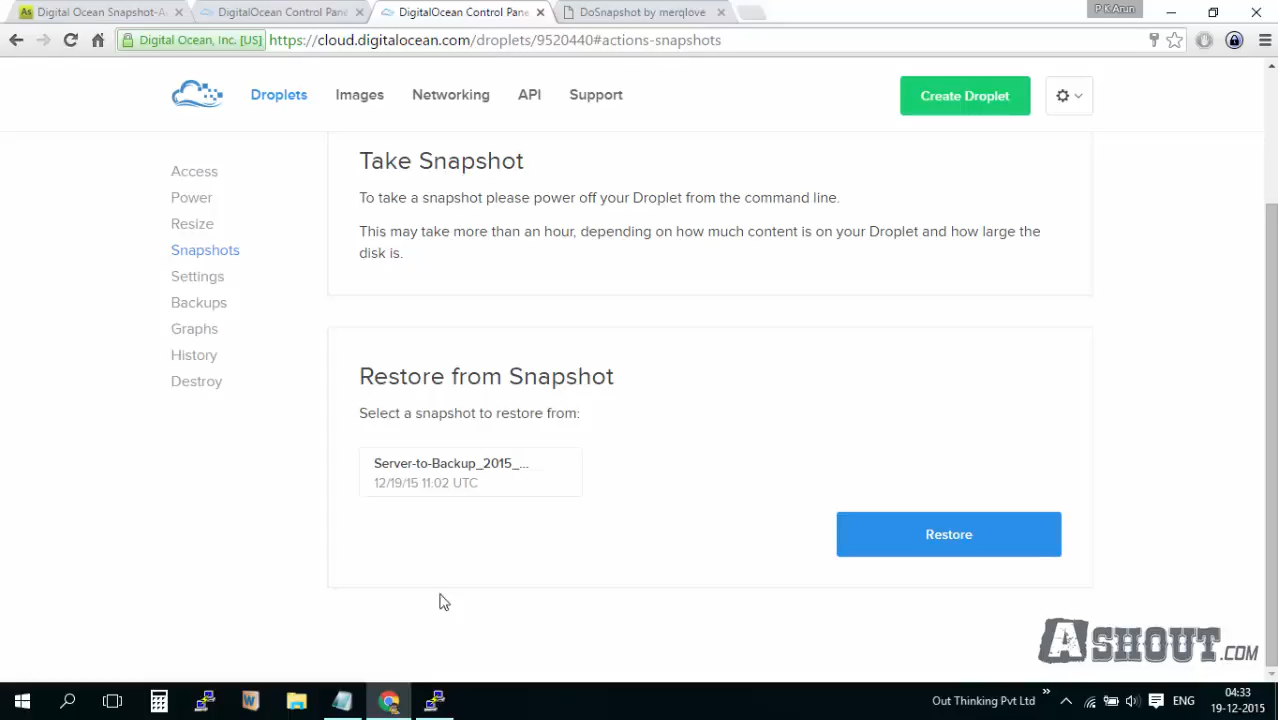 Digital Ocean Snapshot-A
DigitalOcean Control Pane
DigitalOcean Control Pane
DoSnapshot by merqlove
P K Arun
Digital Ocean, Inc. [US]
https://cloud.digitalocean.com/droplets/9520440#actions-snapshots
Droplets
Images
Networking
API
Support
Create Droplet
Access
Power
Resize
Snapshots
Settings
Backups
Graphs
History
Destroy
Take Snapshot
To take a snapshot please power off your Droplet from the command line.
This may take more than an hour, depending on how much content is on your Droplet and how large the
disk is.
Restore from Snapshot
Select a snapshot to restore from:
Server-to-Backup_2015_...
12/19/15 11:02 UTC
Restore
ASHOUT.COM
Out Thinking Pvt Ltd
ENG
04:33
19-12-2015